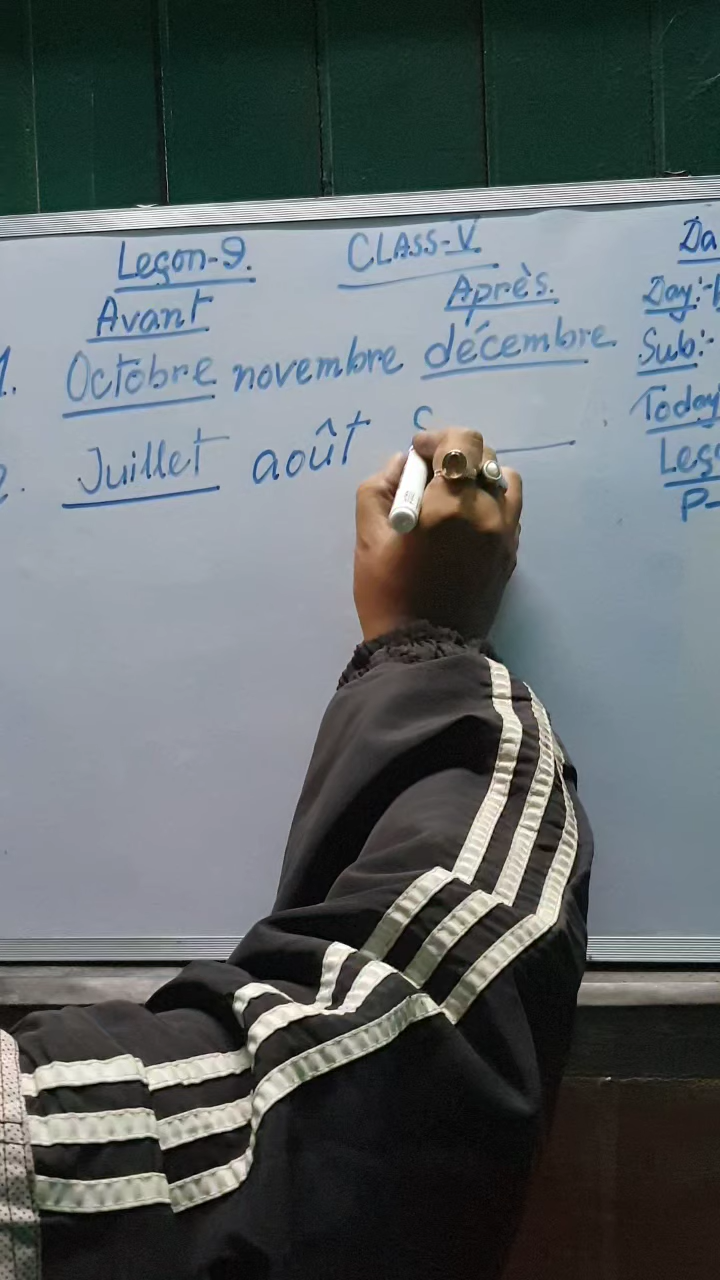 Leçon-9. CLASS-V.
Avant Après.
1. Octobre novembre décembre.
2. Juillet août S
Da
Day:-
Sub:-
Today
Leç
P-